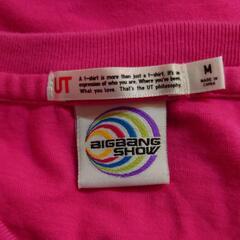 UT
A t-shirt is more than just a t-shirt. It's an
expression of who you are. Where you've been.
What you love. That's the UT philosophy.
M
MADE IN
CHINA
BIGBANG
SHOW